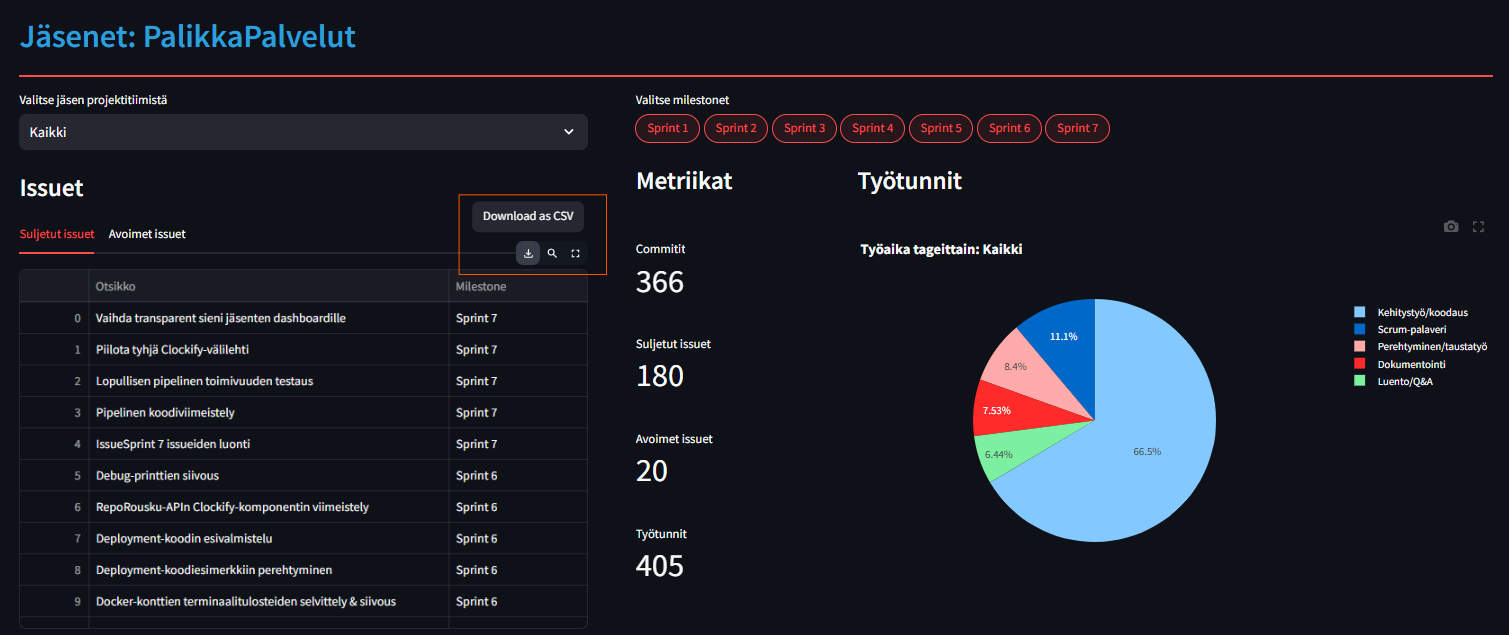 Jäsenet: PalikkaPalvelut
Valitse jäsen projektitiimistä
Kaikki
Valitse milestonet
Sprint 1
Sprint 2
Sprint 3
Sprint 4
Sprint 5
Sprint 6
Sprint 7
Issuet
Download as CSV
Suljetut issuet
Avoimet issuet
Otsikko Milestone
0 Vaihda transparent sieni jäsenten dashboardille Sprint 7
1 Piilota tyhjä Clockify-välilehti Sprint 7
2 Lopullisen pipelinen toimivuuden testaus Sprint 7
3 Pipelinen koodiviimeistely Sprint 7
4 IssueSprint 7 issueiden luonti Sprint 7
5 Debug-printtien siivous Sprint 6
6 RepoRousku-APIn Clockify-komponentin viimeistely Sprint 6
7 Deployment-koodin esivalmistelu Sprint 6
8 Deployment-koodiesimerkkiin perehtyminen Sprint 6
9 Docker-konttien terminaalitulosteiden selvittely & siivous Sprint 6
Metriikat
Commitit
366
Suljetut issuet
180
Avoimet issuet
20
Työtunnit
405
Työtunnit
Työaika tageittain: Kaikki
11.1%
8.4%
7.53%
6.44%
66.5%
Kehitystyö/koodaus
Scrum-palaveri
Perehtyminen/taustatyö
Dokumentointi
Luento/Q&A